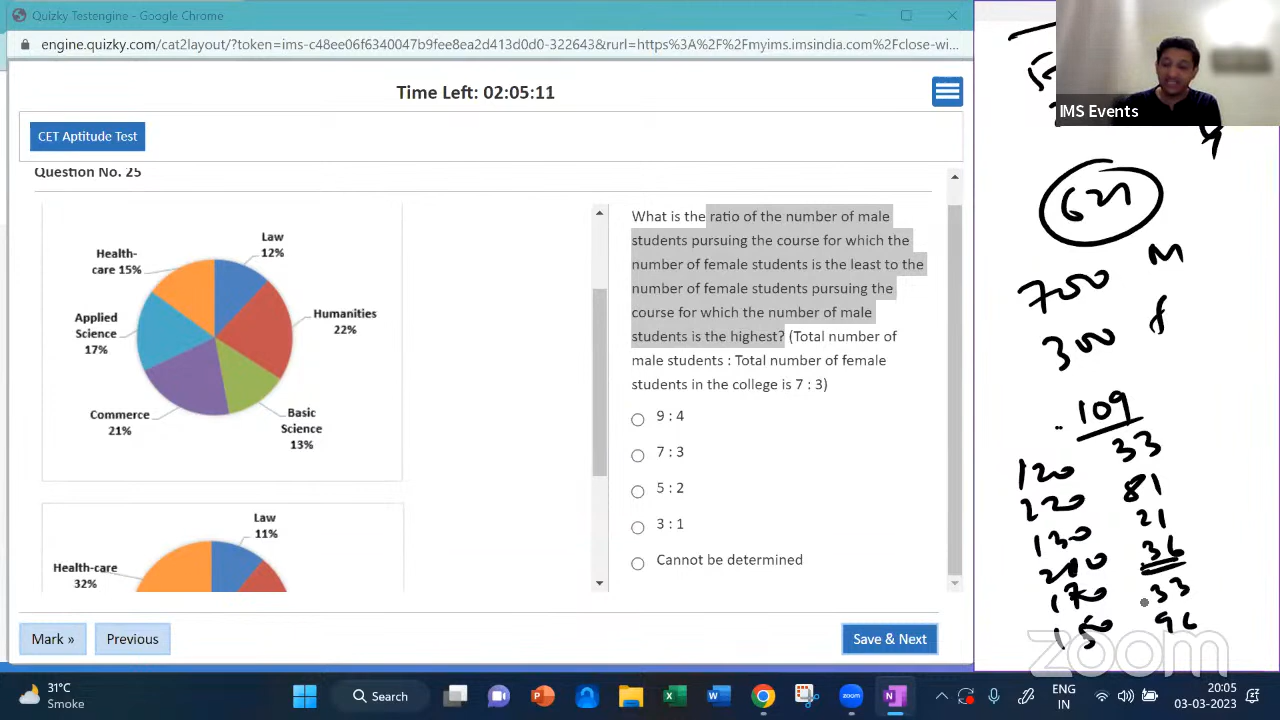 Quizky Testengine - Google Chrome
engine.quizky.com/cat2layout/?token=ims-c48ee06f6340047b9fee8ea2d413d0d0-322643&rurl=https%3A%2F%2Fmyims.imsindia.com%2Fclose-wi...
Time Left: 02:05:11
CET Aptitude Test
Question No. 25
Law
12%
Health-
care 15%
Humanities
22%
Applied
Science
17%
Commerce
21%
Basic
Science
13%
Law
11%
Health-care
32%
What is the ratio of the number of male
students pursuing the course for which the
number of female students is the least to the
number of female students pursuing the
course for which the number of male
students is the highest? (Total number of
male students : Total number of female
students in the college is 7 : 3)
9 : 4
7 : 3
5 : 2
3 : 1
Cannot be determined
Mark »
Previous
Save & Next
IMS Events
621
700 M
300 f
109
120 33
220 81
130 21
210 36
170 33
150 96
zoom
31°C
Smoke
Search
zoom
ENG
IN
20:05
03-03-2023